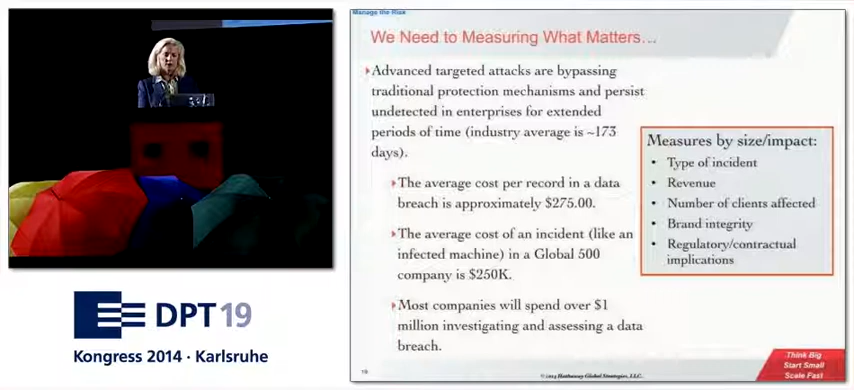 Manage the Risk
We Need to Measuring What Matters…
Advanced targeted attacks are bypassing
traditional protection mechanisms and persist
undetected in enterprises for extended
periods of time (industry average is ~173
days).
The average cost per record in a data
breach is approximately $275.00.
The average cost of an incident (like an
infected machine) in a Global 500
company is $250K.
Most companies will spend over $1
million investigating and assessing a data
breach.
Measures by size/impact:
• Type of incident
• Revenue
• Number of clients affected
• Brand integrity
• Regulatory/contractual
implications
19
© 2014 Hathaway Global Strategies, LLC.
Think Big
Start Small
Scale Fast
DPT 19
Kongress 2014 · Karlsruhe